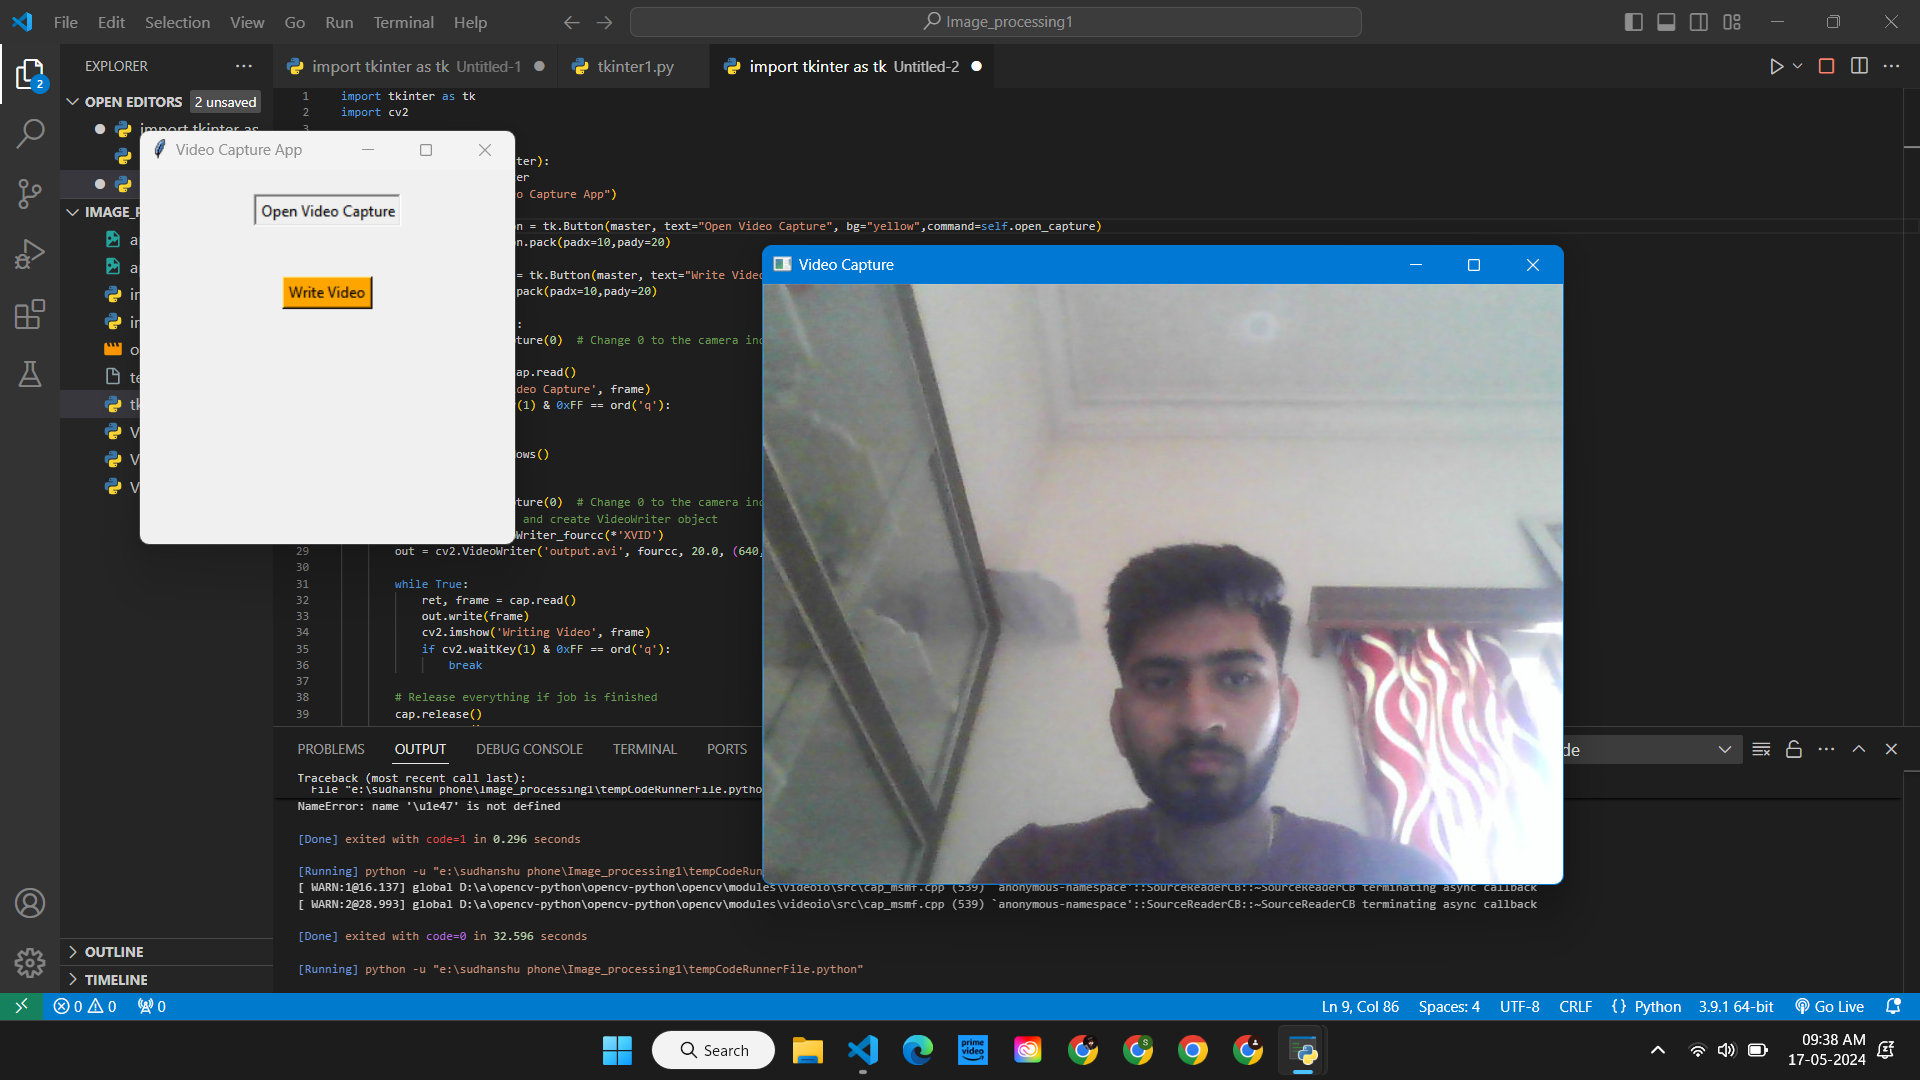 File Edit Selection View Go Run Terminal Help
Image_processing1
EXPLORER
import tkinter as tk Untitled-1
tkinter1.py
import tkinter as tk Untitled-2
OPEN EDITORS 2 unsaved
import tkinter as
IMAGE_P
Video Capture App
Open Video Capture
Write Video
1 import tkinter as tk
2 import cv2
3
ter):
ter
o Capture App")
n = tk.Button(master, text="Open Video Capture", bg="yellow",command=self.open_capture)
n.pack(padx=10,pady=20)
= tk.Button(master, text="Write Video
pack(padx=10,pady=20)
:
ture(0) # Change 0 to the camera ind
ap.read()
deo Capture', frame)
(1) & 0xFF == ord('q'):
ows()
ture(0) # Change 0 to the camera ind
and create VideoWriter object
Writer_fourcc(*'XVID')
29 out = cv2.VideoWriter('output.avi', fourcc, 20.0, (640,
30
31 while True:
32 ret, frame = cap.read()
33 out.write(frame)
34 cv2.imshow('Writing Video', frame)
35 if cv2.waitKey(1) & 0xFF == ord('q'):
36 break
37
38 # Release everything if job is finished
39 cap.release()
Video Capture
PROBLEMS OUTPUT DEBUG CONSOLE TERMINAL PORTS
de
Traceback (most recent call last):
File "e:\sudhanshu phone\Image_processing1\tempCodeRunnerFile.python
NameError: name '\u1e47' is not defined
[Done] exited with code=1 in 0.296 seconds
[Running] python -u "e:\sudhanshu phone\Image_processing1\tempCodeRun
[ WARN:1@16.137] global D:\a\opencv-python\opencv-python\opencv\modules\videoio\src\cap_msmf.cpp (539) `anonymous-namespace'::SourceReaderCB::~SourceReaderCB terminating async callback
[ WARN:2@28.993] global D:\a\opencv-python\opencv-python\opencv\modules\videoio\src\cap_msmf.cpp (539) `anonymous-namespace'::SourceReaderCB::~SourceReaderCB terminating async callback
[Done] exited with code=0 in 32.596 seconds
[Running] python -u "e:\sudhanshu phone\Image_processing1\tempCodeRunnerFile.python"
OUTLINE
TIMELINE
0 0 0
Ln 9, Col 86 Spaces: 4 UTF-8 CRLF {} Python 3.9.1 64-bit Go Live
Search
prime video
09:38 AM
17-05-2024